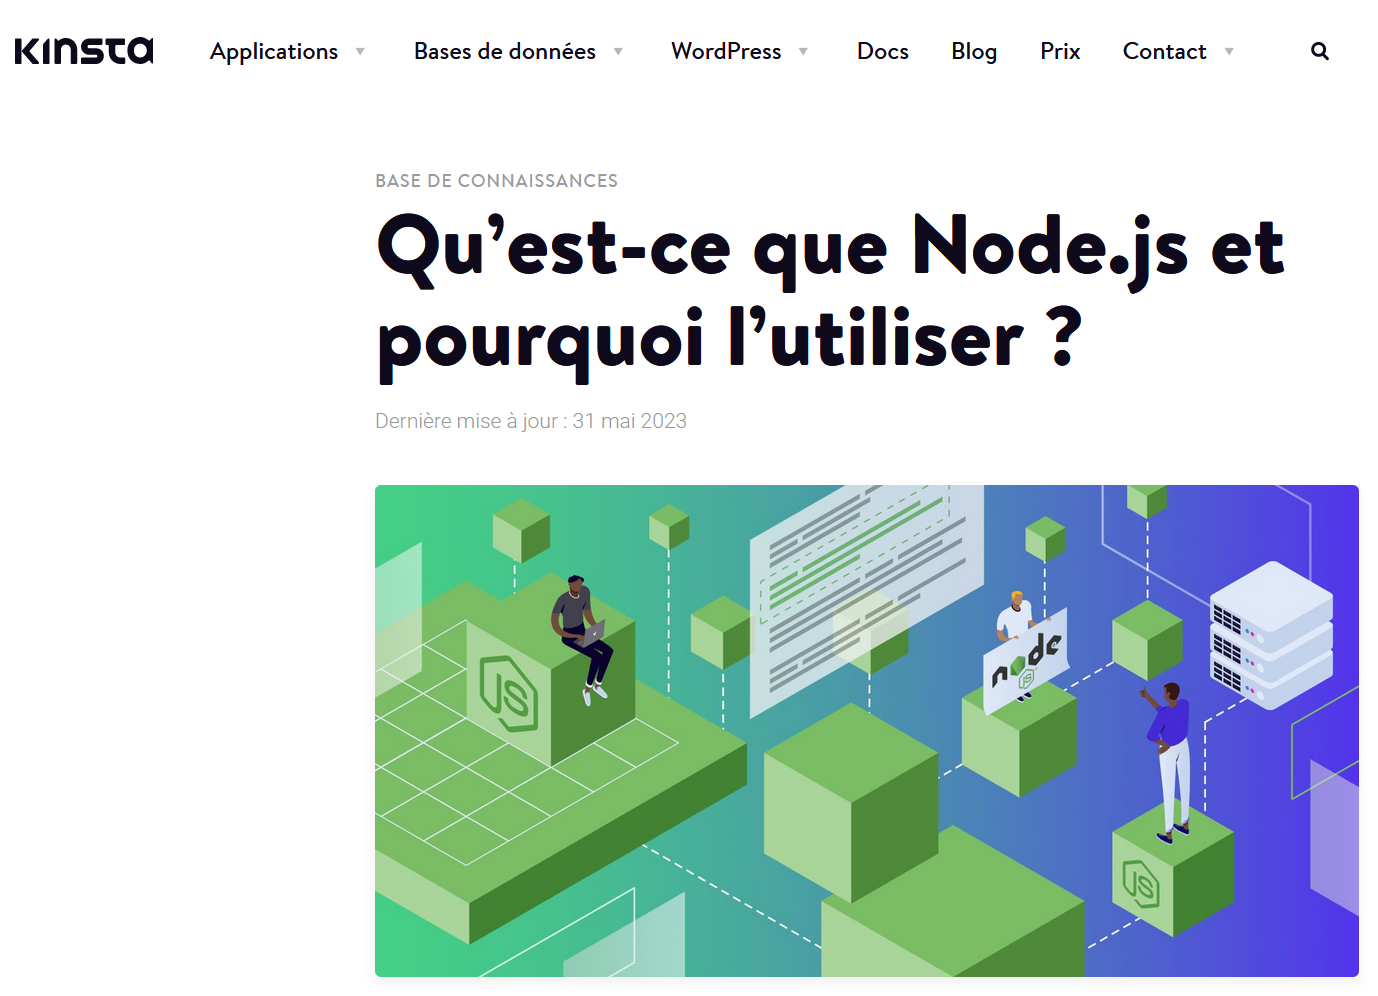 KINSTA
Applications
Bases de données
WordPress
Docs
Blog
Prix
Contact
BASE DE CONNAISSANCES
Qu’est-ce que Node.js et
pourquoi l’utiliser ?
Dernière mise à jour : 31 mai 2023
JS
node
JS
JS